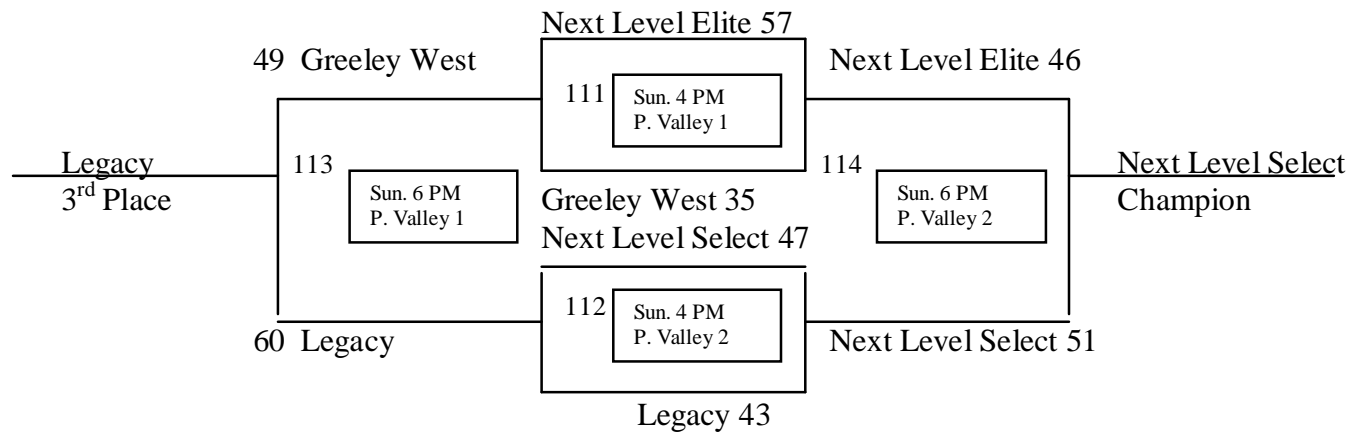 Next Level Elite 57
49 Greeley West
Next Level Elite 46
111
Sun. 4 PM
P. Valley 1
Legacy
3rd Place
113
Sun. 6 PM
P. Valley 1
Greeley West 35
114
Sun. 6 PM
P. Valley 2
Next Level Select
Champion
Next Level Select 47
112
Sun. 4 PM
P. Valley 2
60 Legacy
Next Level Select 51
Legacy 43